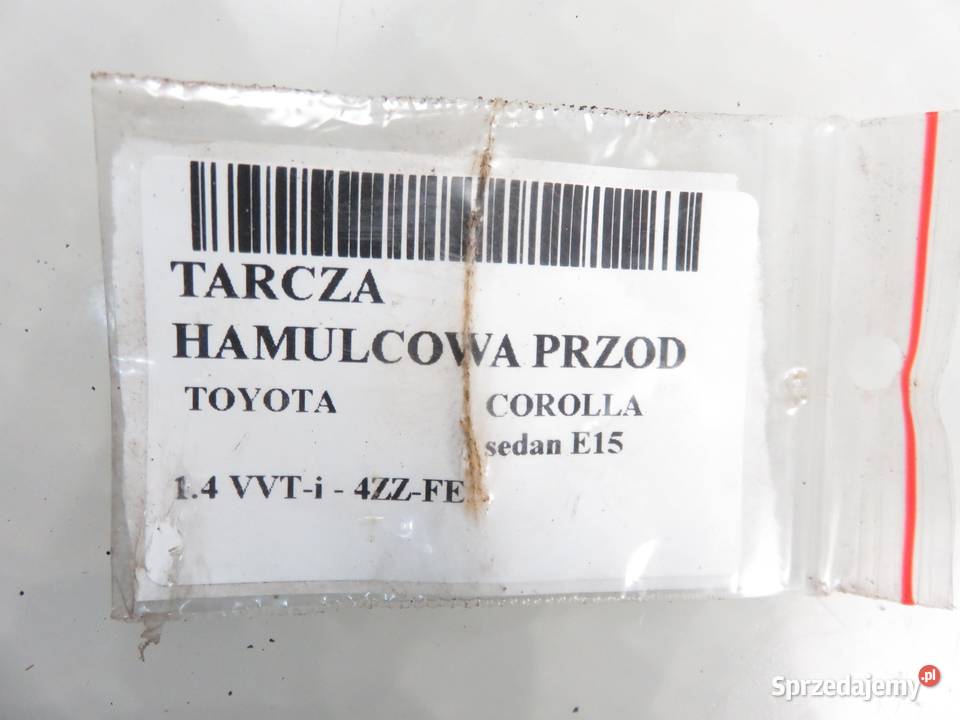 TARCZA
HAMULCOWA PRZOD
TOYOTA COROLLA
sedan E15
1.4 VVT-i - 4ZZ-FE
Sprzedajemy.pl